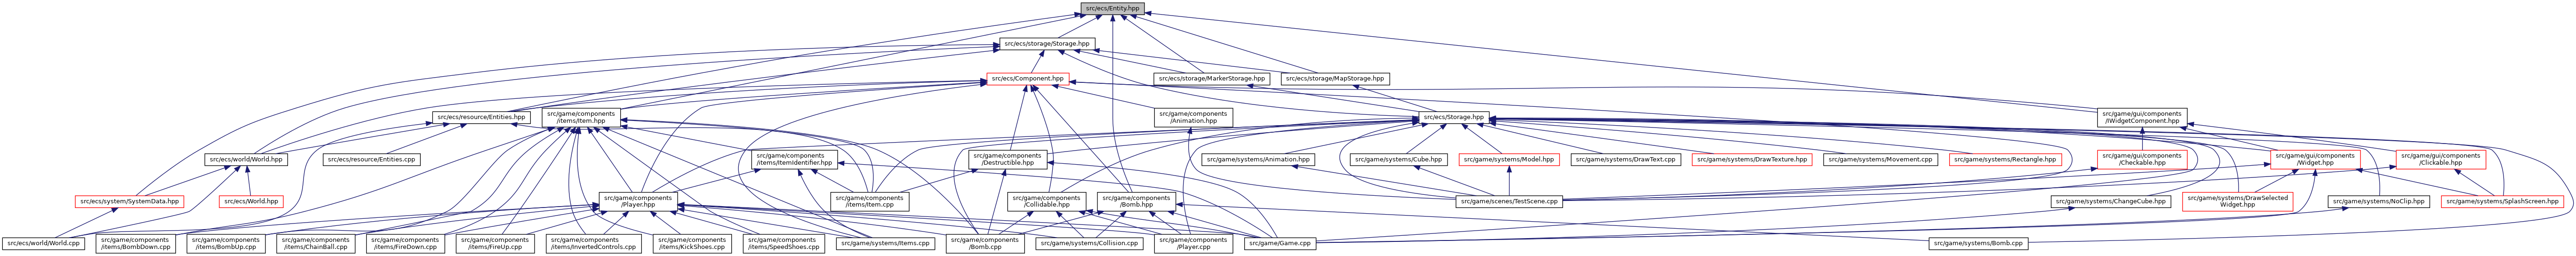 src/ecs/Entity.hpp
src/ecs/storage/Storage.hpp
src/ecs/Component.hpp
src/ecs/storage/MarkerStorage.hpp
src/ecs/storage/MapStorage.hpp
src/ecs/resource/Entities.hpp
src/game/components
/items/Item.hpp
src/game/components
/Animation.hpp
src/ecs/Storage.hpp
src/game/gui/components
/IWidgetComponent.hpp
src/ecs/world/World.hpp
src/ecs/resource/Entities.cpp
src/game/components
/items/ItemIdentifier.hpp
src/game/components
/Destructible.hpp
src/game/systems/Animation.hpp
src/game/systems/Cube.hpp
src/game/systems/Model.hpp
src/game/systems/DrawText.cpp
src/game/systems/DrawTexture.hpp
src/game/systems/Movement.cpp
src/game/systems/Rectangle.hpp
src/game/gui/components
/Checkable.hpp
src/game/gui/components
/Widget.hpp
src/game/gui/components
/Clickable.hpp
src/ecs/system/SystemData.hpp
src/ecs/World.hpp
src/game/components
/Player.hpp
src/game/components
/items/Item.cpp
src/game/components
/Collidable.hpp
src/game/components
/Bomb.hpp
src/game/scenes/TestScene.cpp
src/game/systems/ChangeCube.hpp
src/game/systems/DrawSelected
Widget.hpp
src/game/systems/NoClip.hpp
src/game/systems/SplashScreen.hpp
src/ecs/world/World.cpp
src/game/components
/items/BombDown.cpp
src/game/components
/items/BombUp.cpp
src/game/components
/items/ChainBall.cpp
src/game/components
/items/FireDown.cpp
src/game/components
/items/FireUp.cpp
src/game/components
/items/InvertedControls.cpp
src/game/components
/items/KickShoes.cpp
src/game/components
/items/SpeedShoes.cpp
src/game/systems/Items.cpp
src/game/components
/Bomb.cpp
src/game/systems/Collision.cpp
src/game/components
/Player.cpp
src/game/Game.cpp
src/game/systems/Bomb.cpp